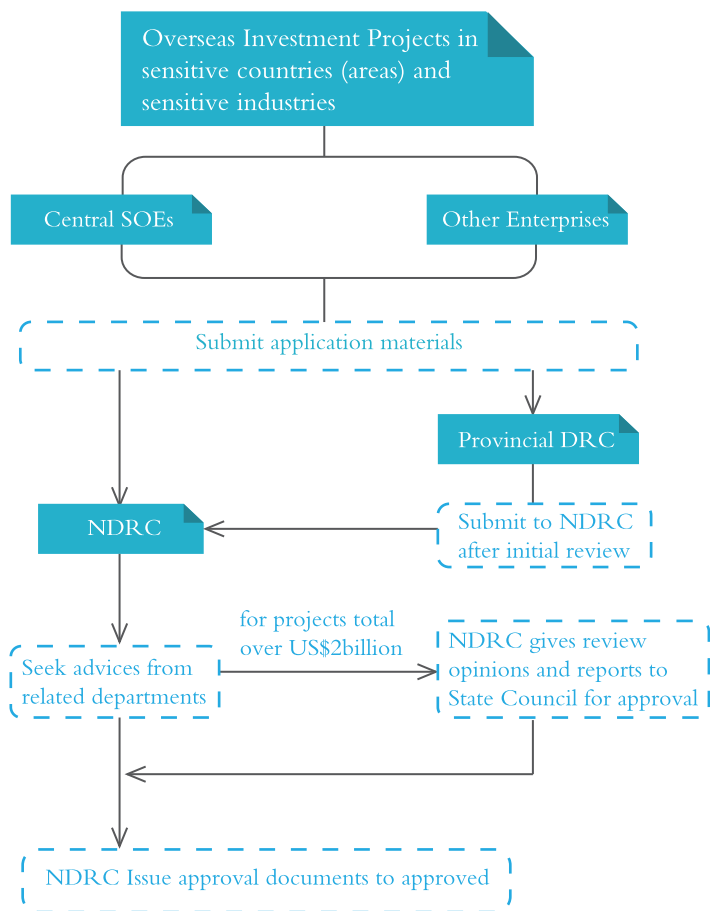 Overseas Investment Projects in
sensitive countries (areas) and
sensitive industries
Central SOEs
Other Enterprises
Submit application materials
Provincial DRC
NDRC
Submit to NDRC
after initial review
for projects total
over US$2billion
Seek advices from
related departments
NDRC gives review
opinions and reports to
State Council for approval
NDRC Issue approval documents to approved